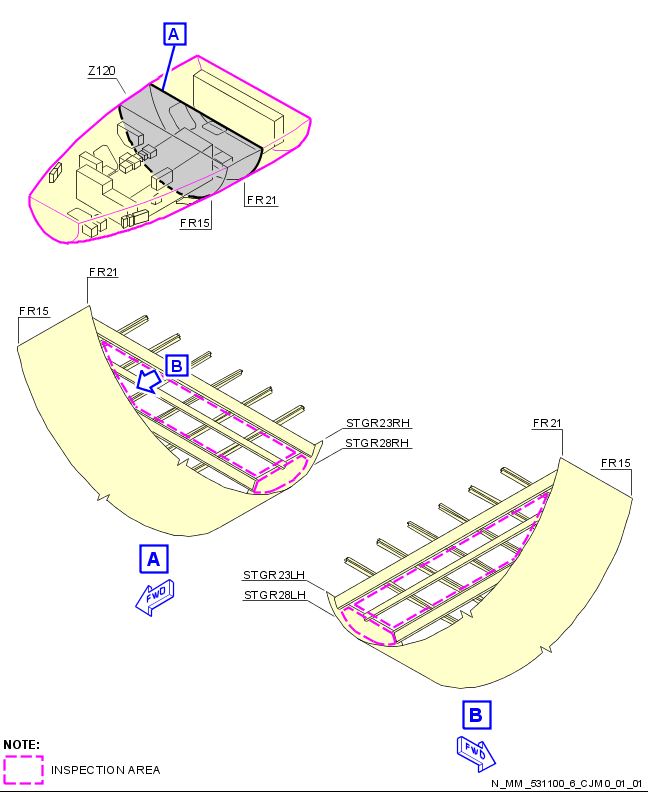 A
Z120
FR21
FR15
FR21
FR15
B
STGR23RH
STGR28RH
FR21
FR15
A
FWD
STGR23LH
STGR28LH
B
FWD
NOTE:
INSPECTION AREA
N_MM_531100_6_CJM0_01_01